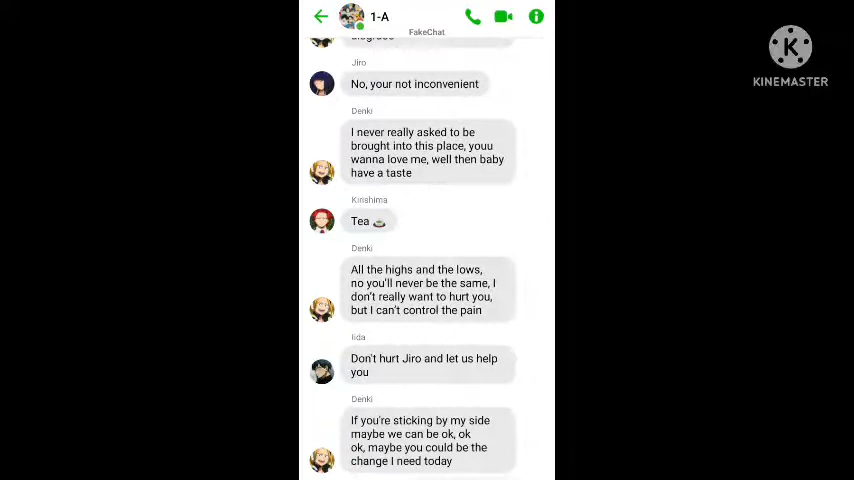 1-A
FakeChat
Jiro
No, your not inconvenient
Denki
I never really asked to be
brought into this place, youu
wanna love me, well then baby
have a taste
Kirishima
Tea ☕
Denki
All the highs and the lows,
no you'll never be the same, I
don't really want to hurt you,
but I can't control the pain
Iida
Don't hurt Jiro and let us help
you
Denki
If you're sticking by my side
maybe we can be ok, ok
ok, maybe you could be the
change I need today
K
KINEMASTER